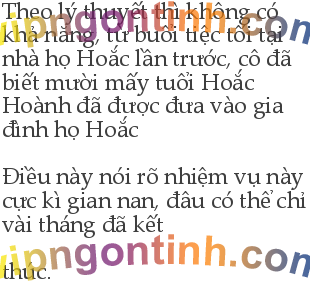 Theo lý thuyết thì không có
khả năng, từ buổi tiệc tối tại
nhà họ Hoắc lần trước, cô đã
biết mười mấy tuổi Hoắc
Hoành đã được đưa vào gia
đình họ Hoắc
Điều này nói rõ nhiệm vụ này
cực kì gian nan, đâu có thể chỉ
vài tháng đã kết
thúc.
vipngontinh.com
vipngontinh.com